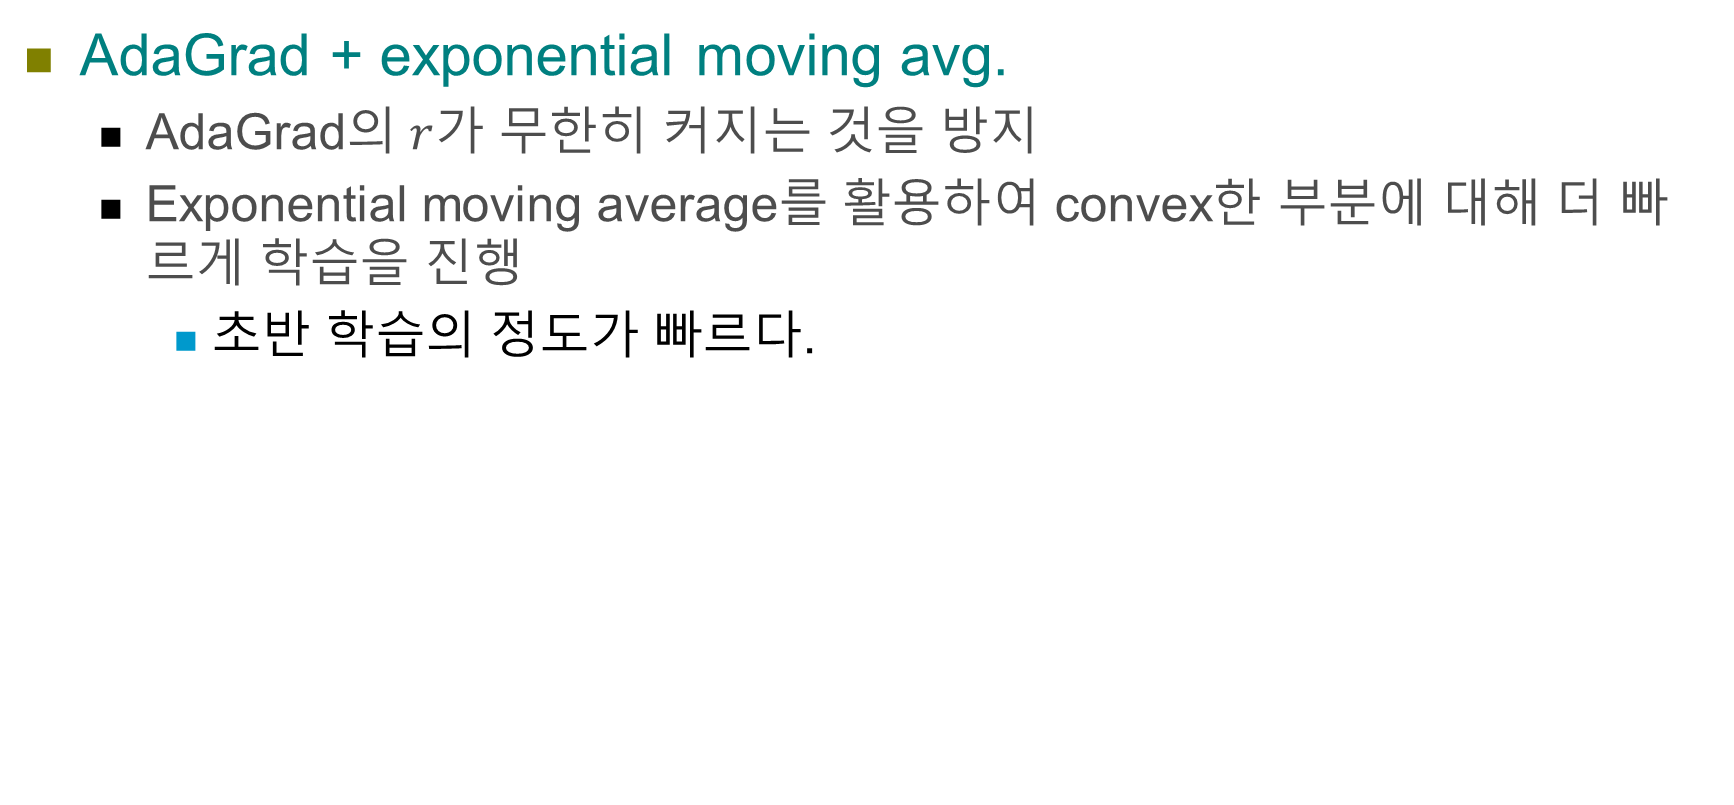 AdaGrad + exponential moving avg.
AdaGrad의 r가 무한히 커지는 것을 방지
Exponential moving average를 활용하여 convex한 부분에 대해 더 빠
르게 학습을 진행
초반 학습의 정도가 빠르다.